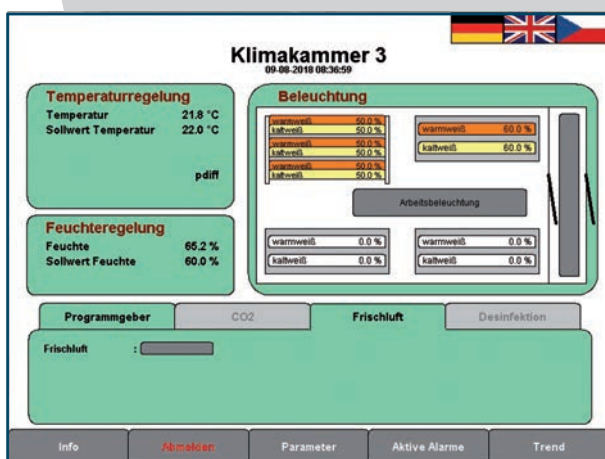 Klimakammer 3
09-08-2018 08:36:59
Temperaturregelung
Temperatur 21.8 °C
Sollwert Temperatur 22.0 °C
pdiff
Feuchteregelung
Feuchte 65.2 %
Sollwert Feuchte 60.0 %
Beleuchtung
warmweiß 50.0 %
kaltweiß 50.0 %
warmweiß 50.0 %
kaltweiß 50.0 %
warmweiß 50.0 %
kaltweiß 50.0 %
warmweiß 60.0 %
kaltweiß 60.0 %
Arbeitsbeleuchtung
warmweiß 0.0 %
kaltweiß 0.0 %
warmweiß 0.0 %
kaltweiß 0.0 %
Programmgeber CO2 Frischluft Desinfektion
Frischluft :
Info Abmelden Parameter Aktive Alarme Trend